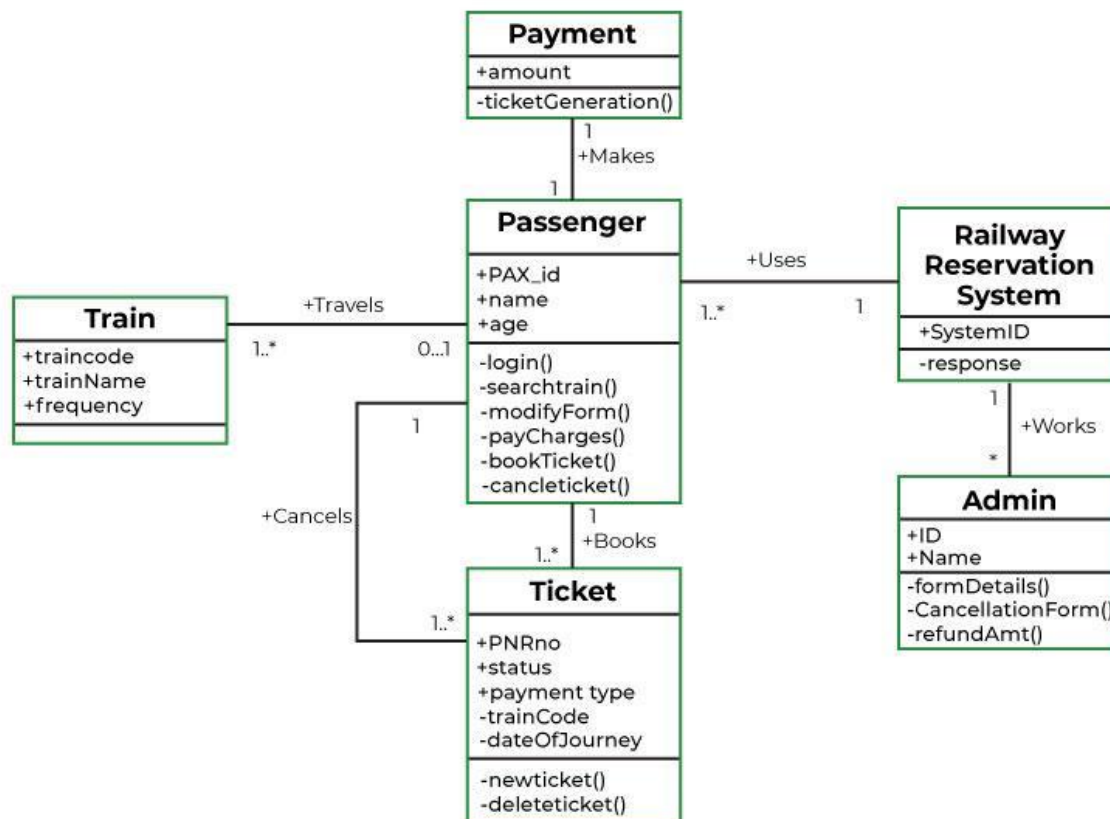 Payment
+amount
-ticketGeneration()
1
+Makes
1
Passenger
+PAX_id
+name
+age
-login()
-searchtrain()
-modifyForm()
-payCharges()
-bookTicket()
-cancleticket()
+Uses
1..*
1
Railway
Reservation
System
+SystemID
-response
+Travels
1..*
0...1
Train
+traincode
+trainName
+frequency
1
+Cancels
1..*
1
+Books
1..*
1
+Works
*
Admin
+ID
+Name
-formDetails()
-CancellationForm()
-refundAmt()
Ticket
+PNRno
+status
+payment type
-trainCode
-dateOfJourney
-newticket()
-deleteticket()